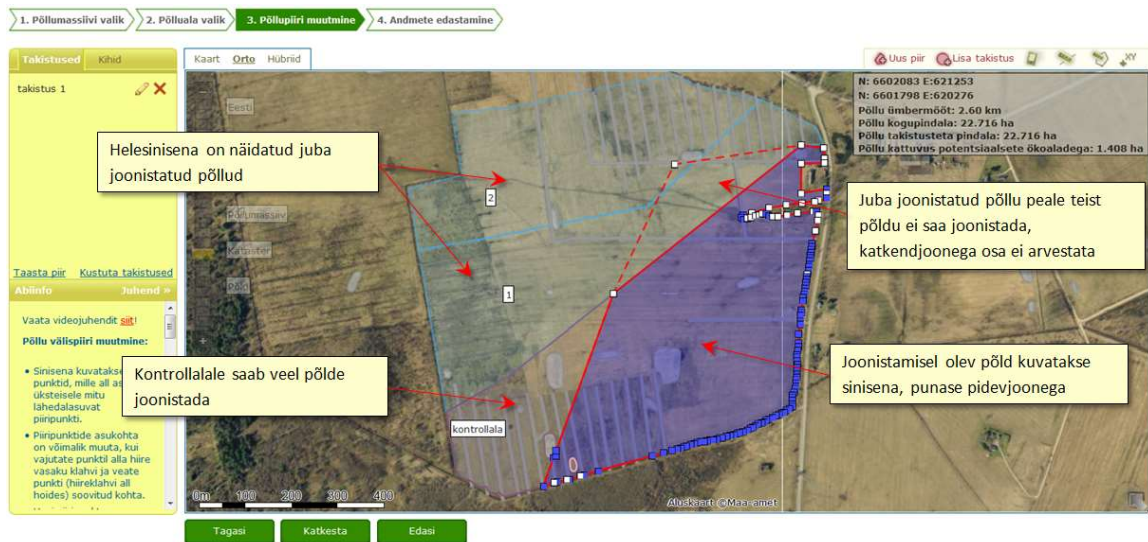 1. Põllumassiivi valik
2. Põlluala valik
3. Põllupiiri muutmine
4. Andmete edastamine
Takistused
Kihid
takistus 1
Taasta piir
Kustuta takistused
Abiinfo
Juhend »
Vaata videojuhendit siit!
Põllu välispiiri muutmine:
• Sinisena kuvatakse
punktid, mille all as
üksteisele mitu
lähedalasuvat
piiripunkti.
• Piiripunktide asukohta
on võimalik muuta, kui
vajutate punktil alla hiire
vasaku klahvi ja veate
punkti (hiireklahvi all
hoides) soovitud kohta.
Kaart
Orto
Hübriid
Uus piir
Lisa takistus
XY
N: 6602083 E:621253
N: 6601798 E:620276
Põllu ümbermõõt: 2.60 km
Põllu kogupindala: 22.716 ha
Põllu takistusteta pindala: 22.716 ha
Põllu kattuvus potentsiaalsete ökoaladega: 1.408 ha
Eesti
Helesinisena on näidatud juba
joonistatud põllud
2
Põllumassiiv
Kataster
Põld
1
Juba joonistatud põllu peale teist
põldu ei saa joonistada,
katkendjoonega osa ei arvestata
Kontrollalale saab veel põlde
joonistada
Joonistamisel olev põld kuvatakse
sinisena, punase pidevjoonega
kontrollala
0m 100 200 300 400
Aluskaart ©Maa-amet
Tagasi
Katkesta
Edasi